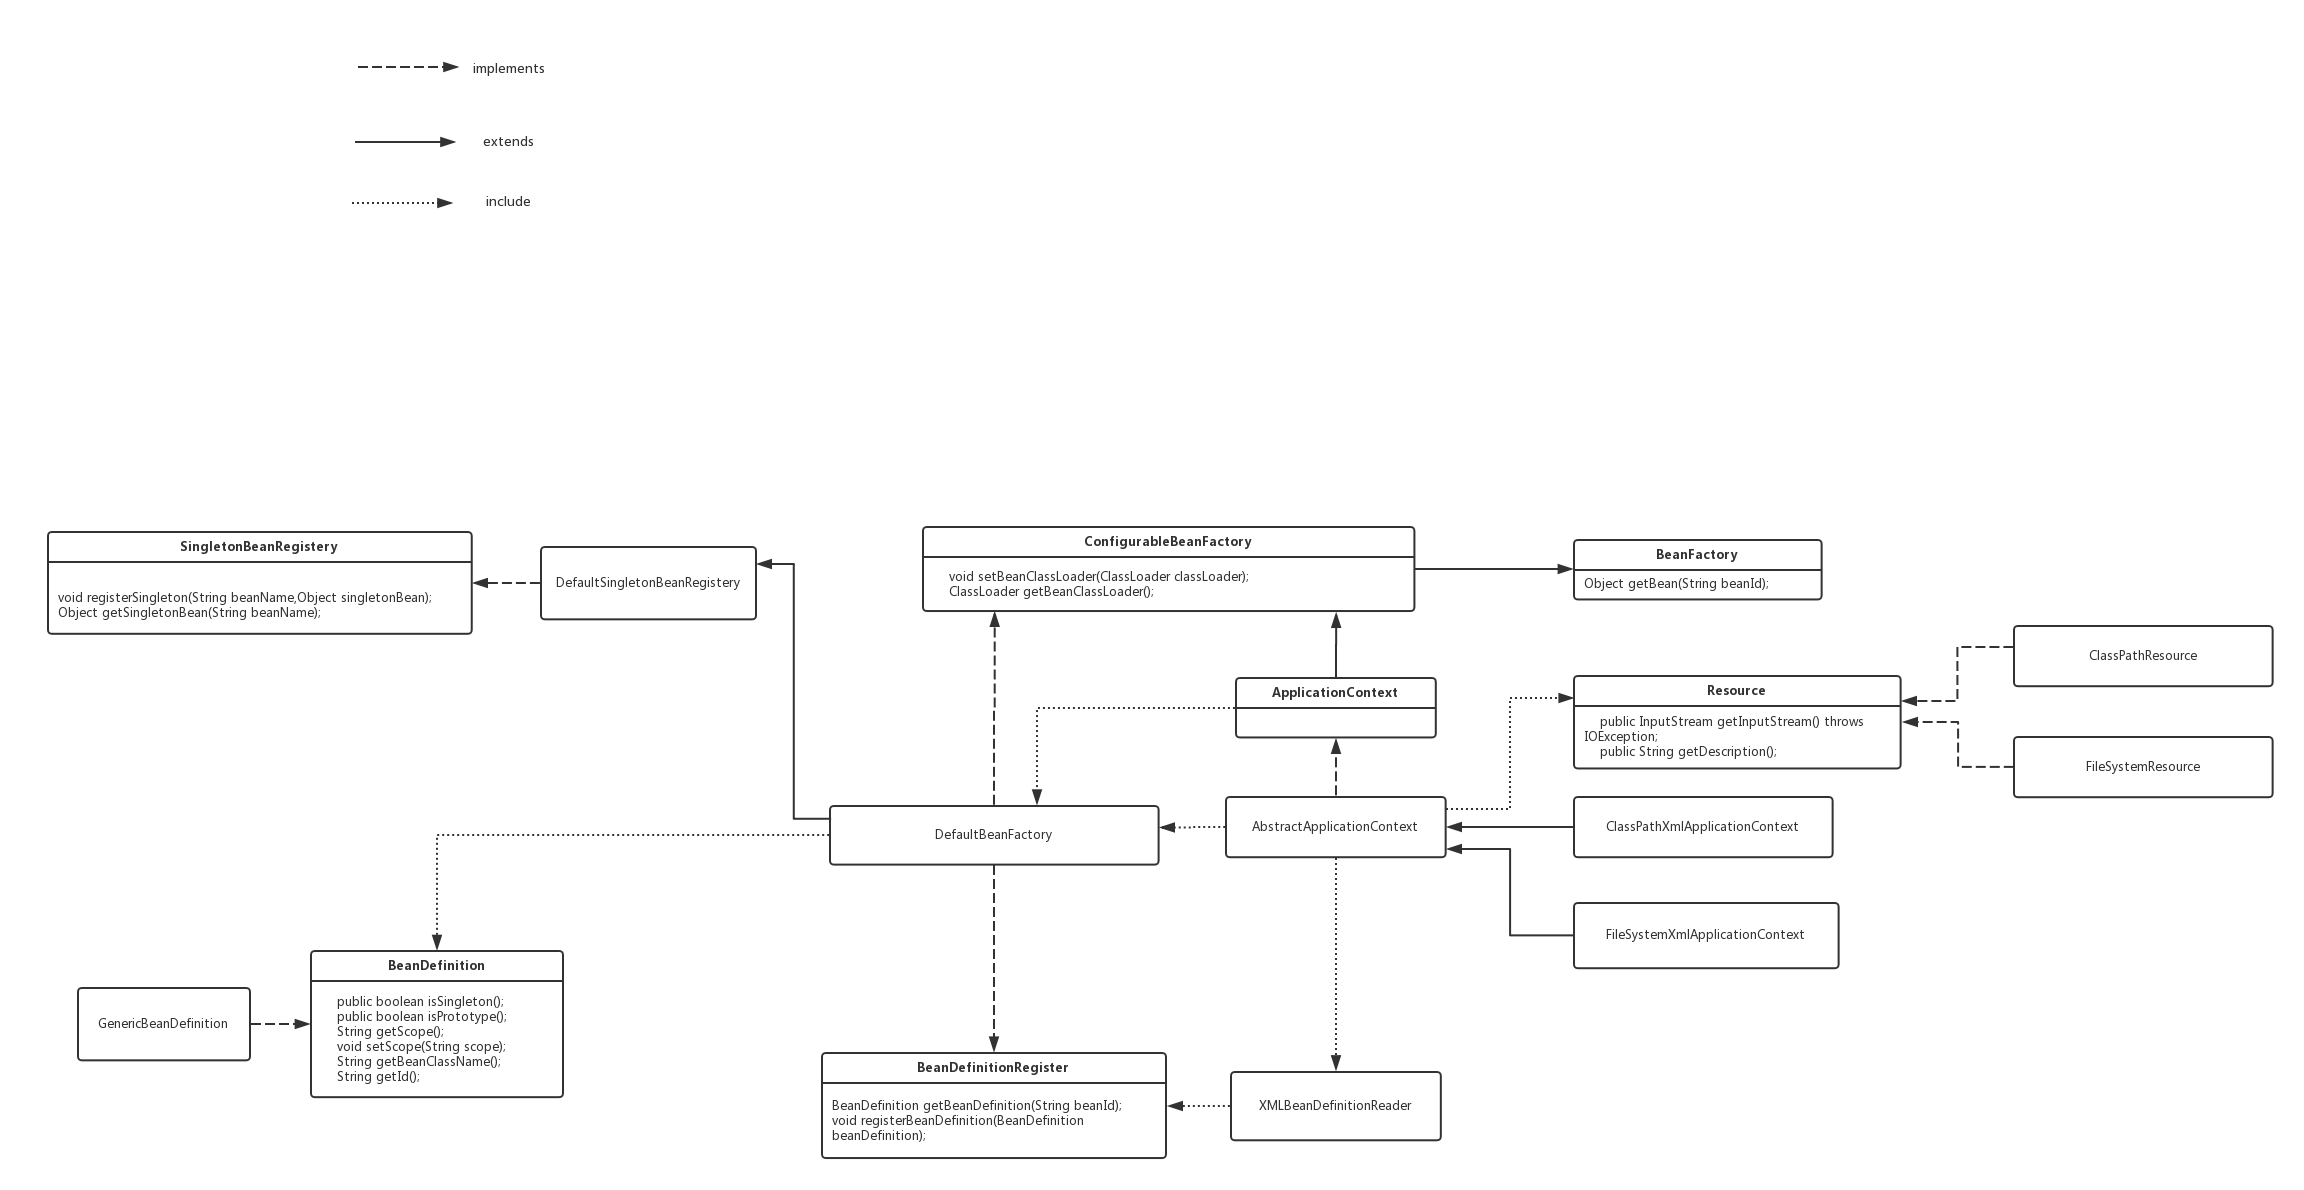 implements
extends
include
SingletonBeanRegistery
void registerSingleton(String beanName,Object singletonBean);
Object getSingletonBean(String beanName);
DefaultSingletonBeanRegistery
ConfigurableBeanFactory
void setBeanClassLoader(ClassLoader classLoader);
ClassLoader getBeanClassLoader();
BeanFactory
Object getBean(String beanId);
ApplicationContext
Resource
public InputStream getInputStream() throws
IOException;
public String getDescription();
ClassPathResource
FileSystemResource
DefaultBeanFactory
AbstractApplicationContext
ClassPathXmlApplicationContext
FileSystemXmlApplicationContext
GenericBeanDefinition
BeanDefinition
public boolean isSingleton();
public boolean isPrototype();
String getScope();
void setScope(String scope);
String getBeanClassName();
String getId();
BeanDefinitionRegister
BeanDefinition getBeanDefinition(String beanId);
void registerBeanDefinition(BeanDefinition
beanDefinition);
XMLBeanDefinitionReader